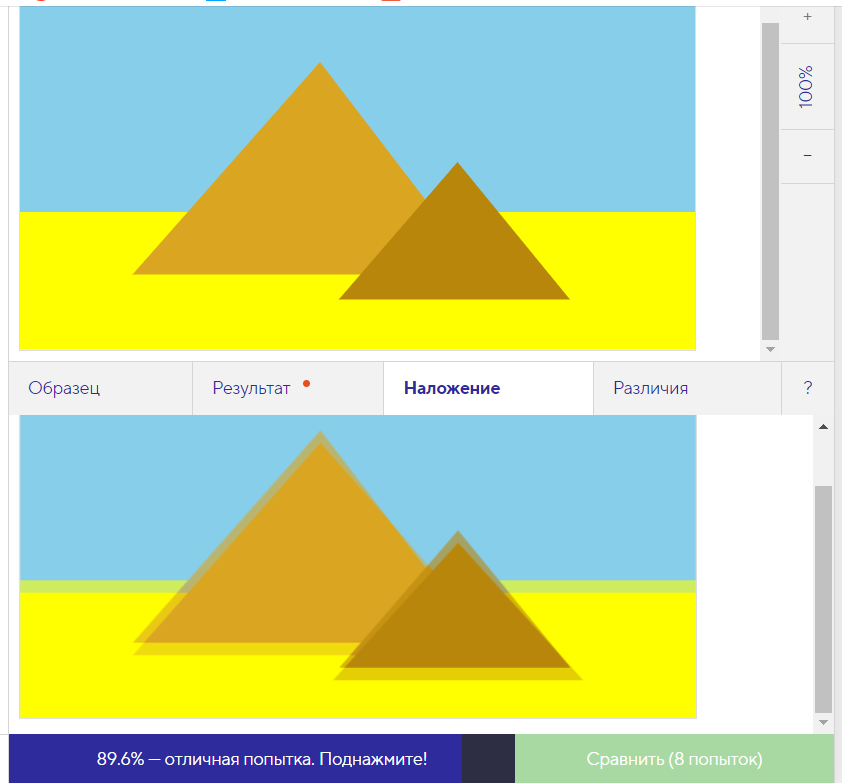 +
100%
−
Образец
Результат
Наложение
Различия
?
89.6% — отличная попытка. Поднажмите!
Сравнить (8 попыток)